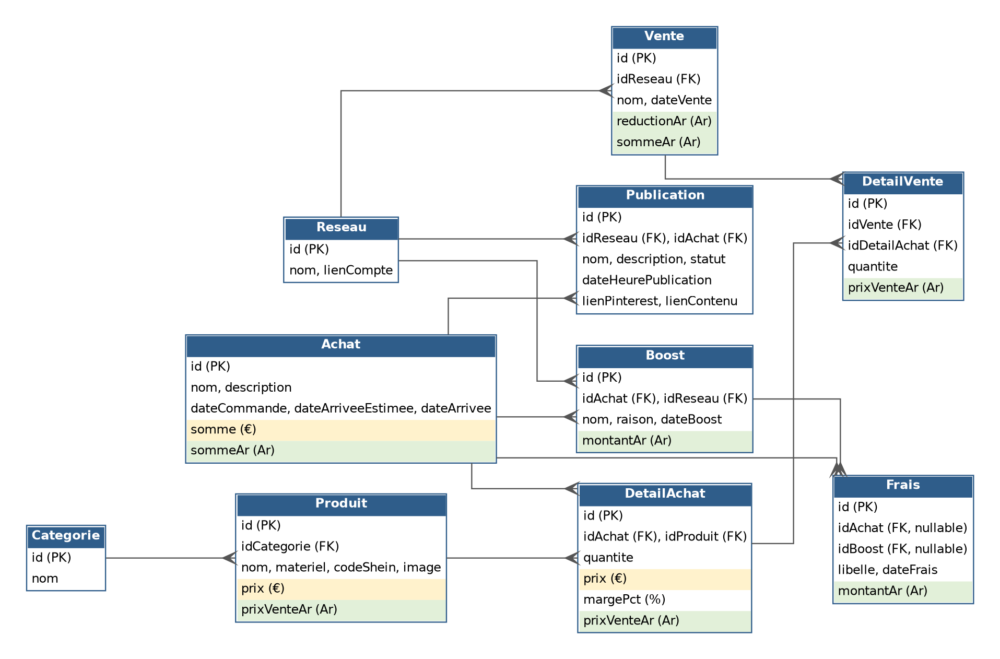 Vente
id (PK)
idReseau (FK)
nom, dateVente
reductionAr (Ar)
sommeAr (Ar)
DetailVente
id (PK)
idVente (FK)
idDetailAchat (FK)
quantite
prixVenteAr (Ar)
Publication
id (PK)
idReseau (FK), idAchat (FK)
nom, description, statut
dateHeurePublication
lienPinterest, lienContenu
Reseau
id (PK)
nom, lienCompte
Achat
id (PK)
nom, description
dateCommande, dateArriveeEstimee, dateArrivee
somme (€)
sommeAr (Ar)
Boost
id (PK)
idAchat (FK), idReseau (FK)
nom, raison, dateBoost
montantAr (Ar)
Frais
id (PK)
idAchat (FK, nullable)
idBoost (FK, nullable)
libelle, dateFrais
montantAr (Ar)
DetailAchat
id (PK)
idAchat (FK), idProduit (FK)
quantite
prix (€)
margePct (%)
prixVenteAr (Ar)
Produit
id (PK)
idCategorie (FK)
nom, materiel, codeShein, image
prix (€)
prixVenteAr (Ar)
Categorie
id (PK)
nom